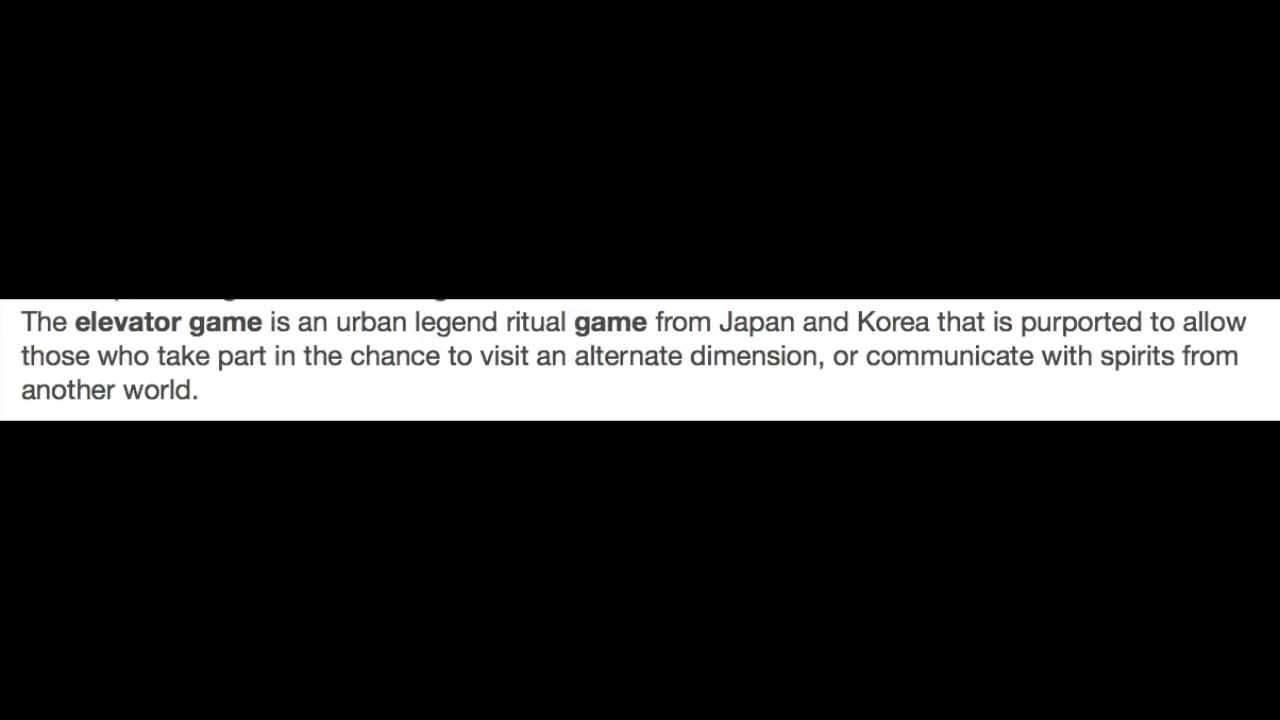 The elevator game is an urban legend ritual game from Japan and Korea that is purported to allow
those who take part in the chance to visit an alternate dimension, or communicate with spirits from
another world.